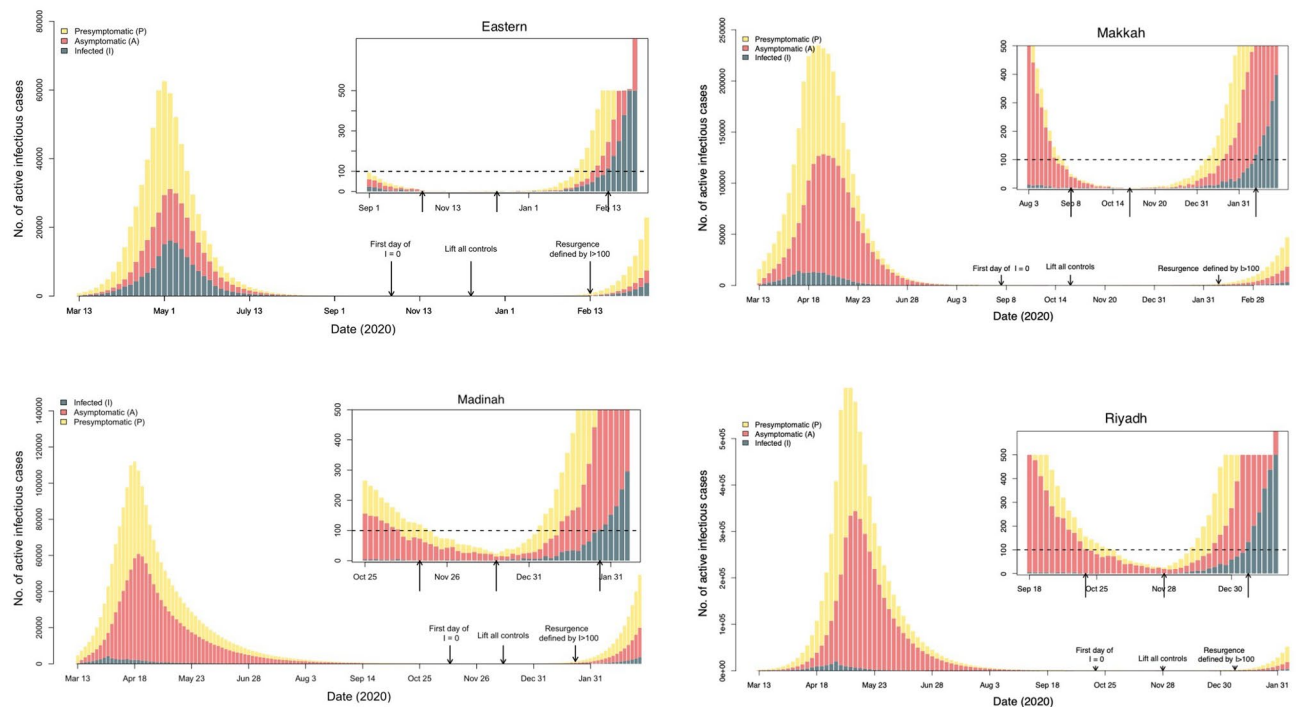 Eastern
Presymptomatic (P)
Asymptomatic (A)
Infected (I)
No. of active infectious cases
80000
60000
40000
20000
0
500
300
100
0
Sep 1
Nov 13
Jan 1
Feb 13
First day of
I = 0
Lift all controls
Resurgence
defined by I>100
Mar 13
May 1
July 13
Sep 1
Nov 13
Jan 1
Feb 13
Date (2020)
Makkah
Presymptomatic (P)
Asymptomatic (A)
Infected (I)
No. of active infectious cases
250000
200000
150000
100000
50000
0
500
400
300
200
100
0
Aug 3
Sep 8
Oct 14
Nov 20
Dec 31
Jan 31
First day of I = 0
Lift all controls
Resurgence defined by I>100
Mar 13
Apr 18
May 23
Jun 28
Aug 3
Sep 8
Oct 14
Nov 20
Dec 31
Jan 31
Feb 28
Date (2020)
Madinah
Infected (I)
Asymptomatic (A)
Presymptomatic (P)
No. of active infectious cases
140000
120000
100000
80000
60000
40000
20000
0
500
400
300
200
100
0
Oct 25
Nov 26
Dec 31
Jan 31
First day of
I = 0
Lift all controls
Resurgence
defined by I>100
Mar 13
Apr 18
May 23
Jun 28
Aug 3
Sep 14
Oct 25
Nov 26
Dec 31
Jan 31
Date (2020)
Riyadh
Presymptomatic (P)
Asymptomatic (A)
Infected (I)
No. of active infectious cases
5e+05
4e+05
3e+05
2e+05
1e+05
0e+00
500
400
300
200
100
0
Sep 18
Oct 25
Nov 28
Dec 30
First day of
I = 0
Lift all controls
Resurgence
defined by I>100
Mar 13
Apr 18
May 23
Jun 28
Aug 3
Sep 18
Oct 25
Nov 28
Dec 30
Jan 31
Date (2020)